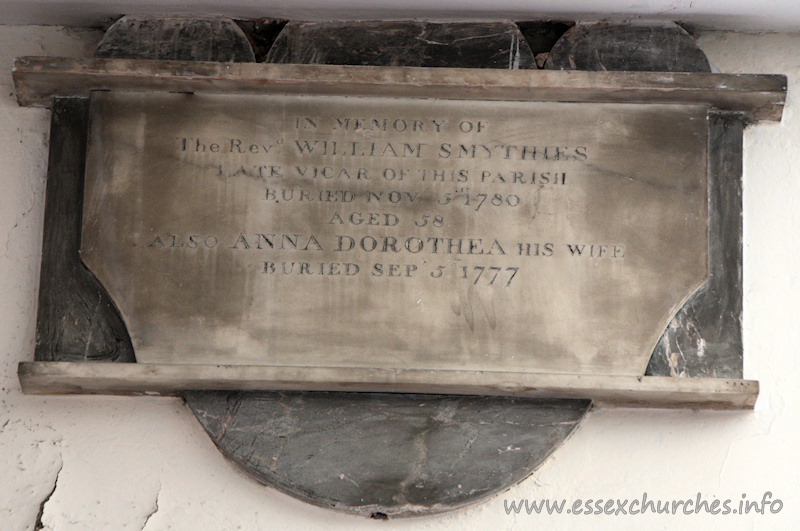 IN MEMORY OF
The Revd WILLIAM SMYTHIES
LATE VICAR OF THIS PARISH
BURIED NOV 5TH 1780
AGED 58
ALSO ANNA DOROTHEA HIS WIFE
BURIED SEP 5 1777
www.essexchurches.info